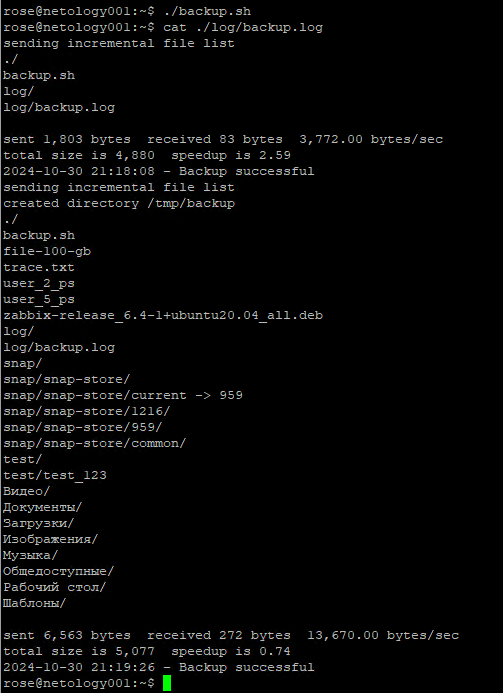 rose@netology001:~$ ./backup.sh
rose@netology001:~$ cat ./log/backup.log
sending incremental file list
./
backup.sh
log/
log/backup.log

sent 1,803 bytes  received 83 bytes  3,772.00 bytes/sec
total size is 4,880  speedup is 2.59
2024-10-30 21:18:08 - Backup successful
sending incremental file list
created directory /tmp/backup
./
backup.sh
file-100-gb
trace.txt
user_2_ps
user_5_ps
zabbix-release_6.4-1+ubuntu20.04_all.deb
log/
log/backup.log
snap/
snap/snap-store/
snap/snap-store/current -> 959
snap/snap-store/1216/
snap/snap-store/959/
snap/snap-store/common/
test/
test/test_123
Видео/
Документы/
Загрузки/
Изображения/
Музыка/
Общедоступные/
Рабочий стол/
Шаблоны/

sent 6,563 bytes  received 272 bytes  13,670.00 bytes/sec
total size is 5,077  speedup is 0.74
2024-10-30 21:19:26 - Backup successful
rose@netology001:~$